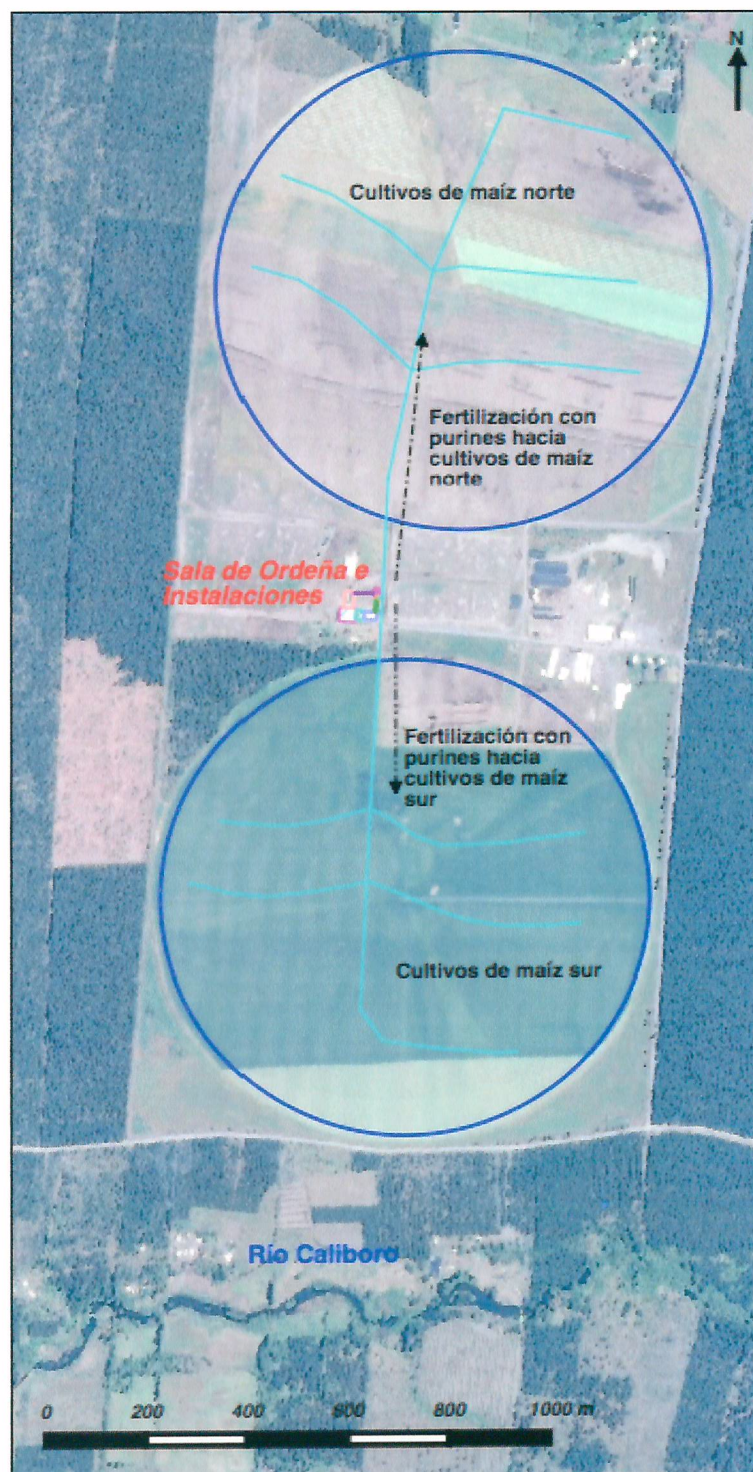 N
Cultivos de maíz norte
Fertilización con
purines hacia
cultivos de maíz
norte
Sala de Ordeña e
Instalaciones
Fertilización con
purines hacia
cultivos de maíz
sur
Cultivos de maíz sur
Río Caliboro
0 200 400 600 800 1000 m